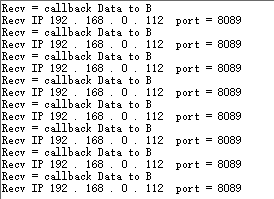 Recv = callback Data to B
Recv IP 192 . 168 . 0 . 112  port = 8089
Recv = callback Data to B
Recv IP 192 . 168 . 0 . 112  port = 8089
Recv = callback Data to B
Recv IP 192 . 168 . 0 . 112  port = 8089
Recv = callback Data to B
Recv IP 192 . 168 . 0 . 112  port = 8089
Recv = callback Data to B
Recv IP 192 . 168 . 0 . 112  port = 8089
Recv = callback Data to B
Recv IP 192 . 168 . 0 . 112  port = 8089
Recv = callback Data to B
Recv IP 192 . 168 . 0 . 112  port = 8089
Recv = callback Data to B
Recv IP 192 . 168 . 0 . 112  port = 8089